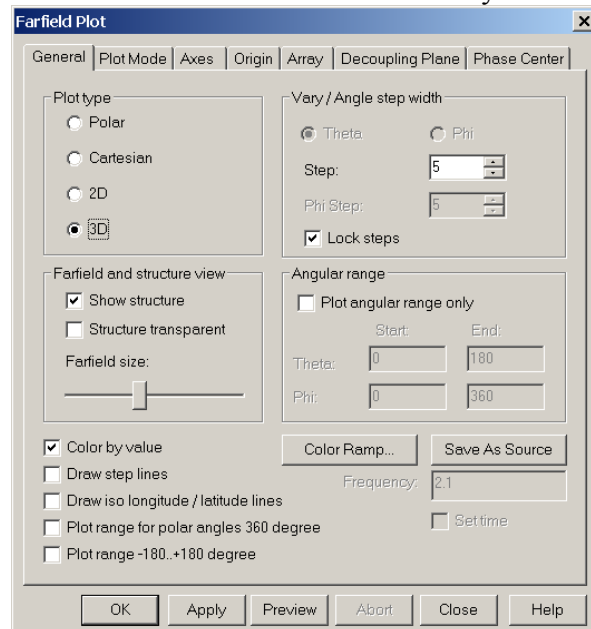 Farfield Plot
General Plot Mode Axes Origin Array Decoupling Plane Phase Center
Plot type
Polar
Cartesian
2D
3D
Vary / Angle step width
Theta Phi
Step: 5
Phi Step: 5
Lock steps
Farfield and structure view
Show structure
Structure transparent
Farfield size:
Angular range
Plot angular range only
Start: End:
Theta: 0 180
Phi: 0 360
Color by value
Draw step lines
Draw iso longitude / latitude lines
Plot range for polar angles 360 degree
Plot range -180..+180 degree
Color Ramp... Save As Source
Frequency: 2.1
Set time
OK Apply Preview Abort Close Help